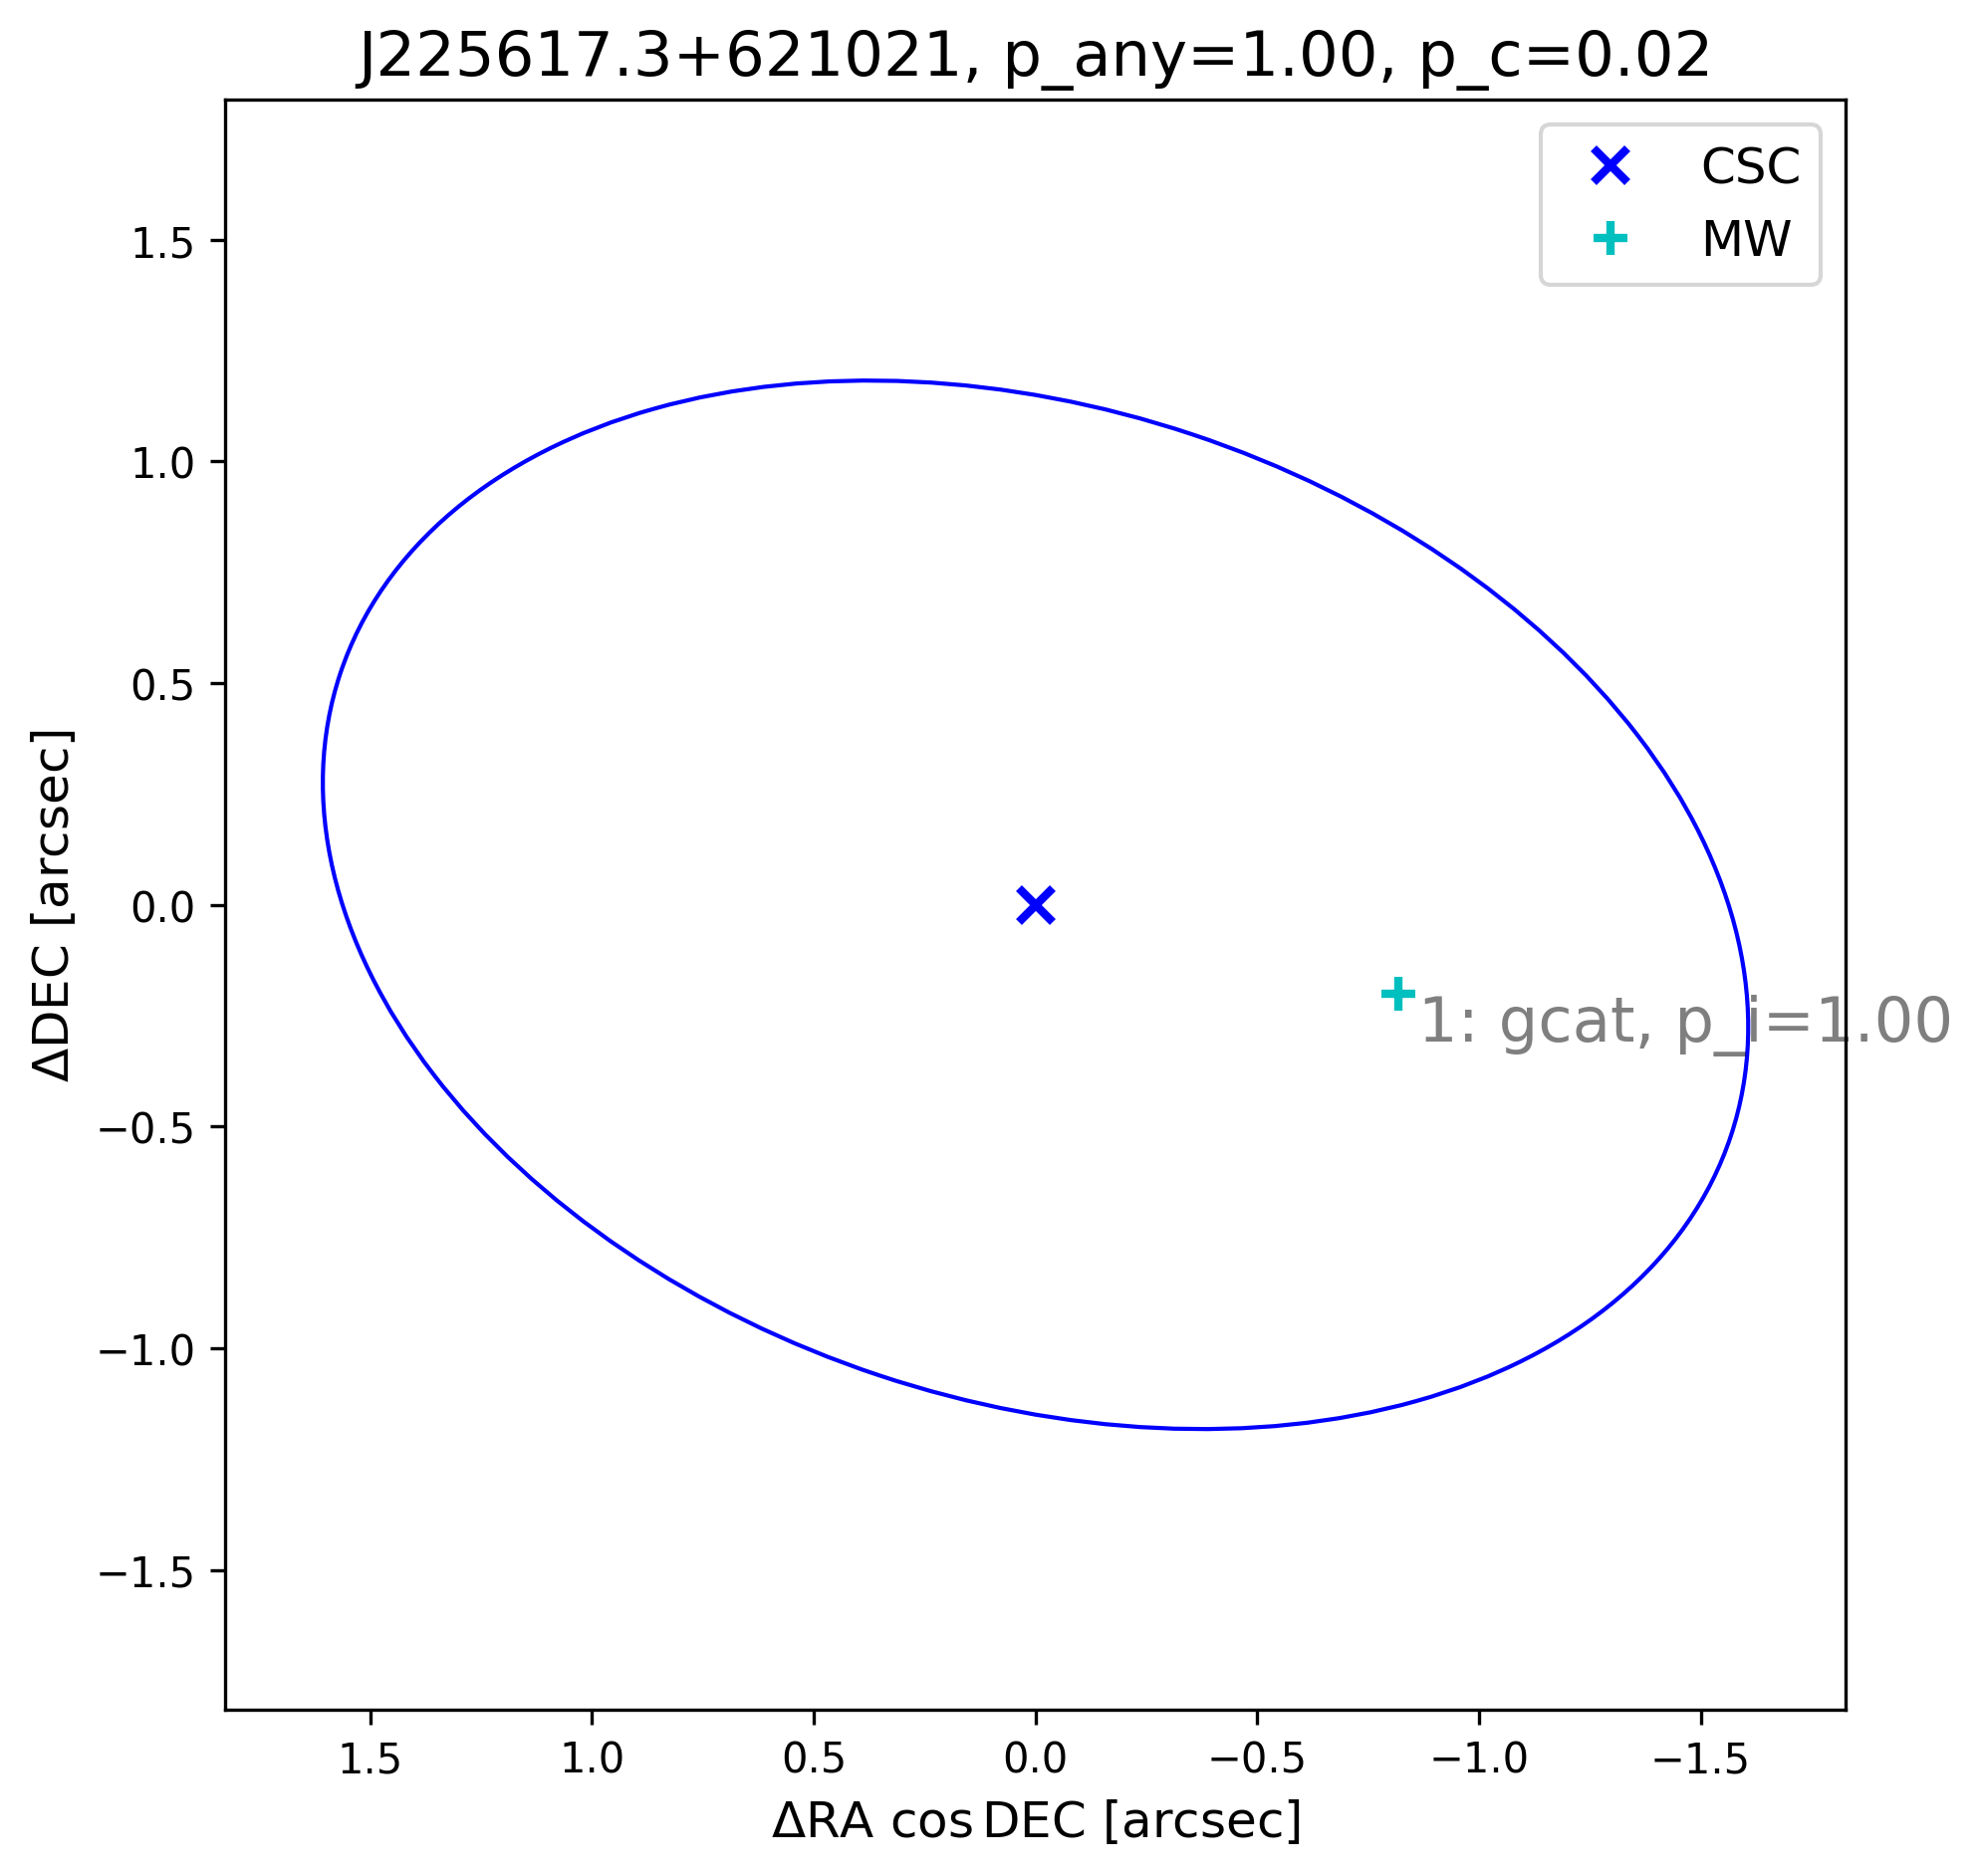 J225617.3+621021, p_any=1.00, p_c=0.02
CSC
MW
1.5
1.0
0.5
0.0
−0.5
−1.0
−1.5
ΔDEC [arcsec]
1: gcat, p_i=1.00
1.5 1.0 0.5 0.0 −0.5 −1.0 −1.5
ΔRA cos DEC [arcsec]